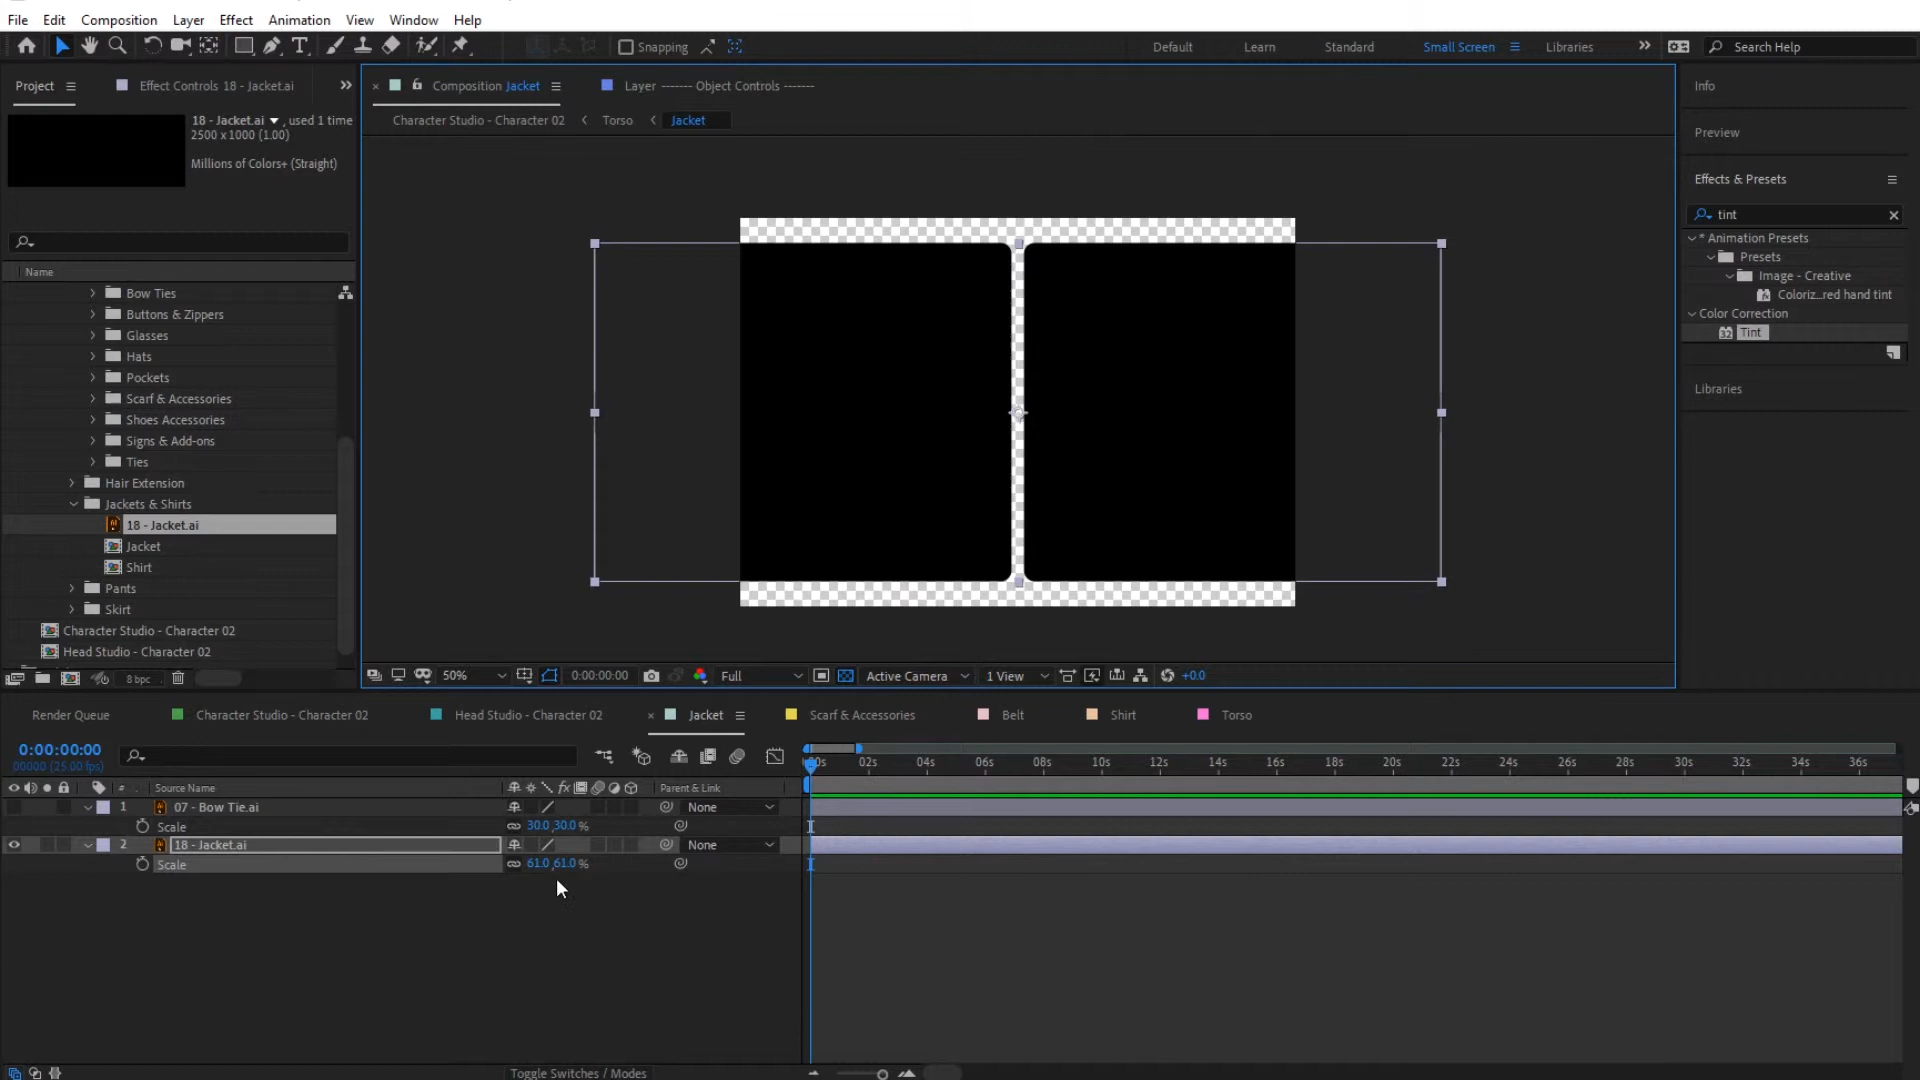 File Edit Composition Layer Effect Animation View Window Help
Snapping Default Learn Standard Small Screen Libraries Search Help
Project Effect Controls 18 - Jacket.ai Composition Jacket Layer ------- Object Controls -------
Info
18 - Jacket.ai , used 1 time
2500 x 1000 (1.00)
Millions of Colors+ (Straight)
Character Studio - Character 02 Torso Jacket
Preview
Effects & Presets
tint
* Animation Presets
Presets
Image - Creative
Coloriz...red hand tint
Color Correction
32 Tint
Libraries
Name
Bow Ties
Buttons & Zippers
Glasses
Hats
Pockets
Scarf & Accessories
Shoes Accessories
Signs & Add-ons
Ties
Hair Extension
Jackets & Shirts
18 - Jacket.ai
Jacket
Shirt
Pants
Skirt
Character Studio - Character 02
Head Studio - Character 02
8 bpc
50% 0:00:00:00 Full Active Camera 1 View +0.0
Render Queue Character Studio - Character 02 Head Studio - Character 02 Jacket Scarf & Accessories Belt Shirt Torso
0:00:00:00
00000 (25.00 fps)
00s 02s 04s 06s 08s 10s 12s 14s 16s 18s 20s 22s 24s 26s 28s 30s 32s 34s 36s
# Source Name fx Parent & Link
1 07 - Bow Tie.ai None
Scale 30.0,30.0 %
2 18 - Jacket.ai None
Scale 61.0,61.0 %
Toggle Switches / Modes